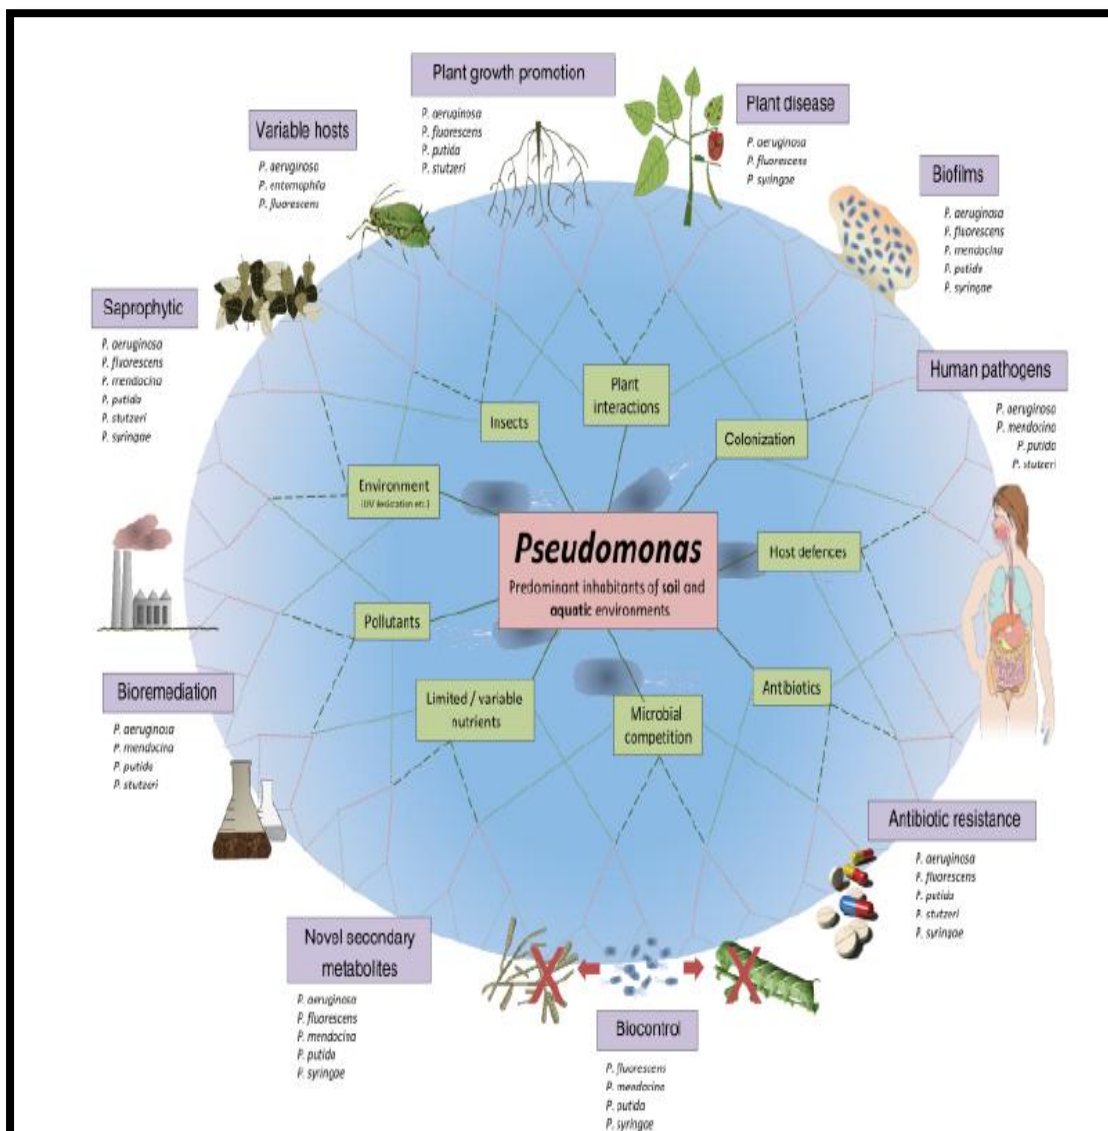 Plant growth promotion
P. aeruginosa
P. fluorescens
P. putida
P. stutzeri
Plant disease
P. aeruginosa
P. fluorescens
P. syringae
Variable hosts
P. aeruginosa
P. entomophila
P. fluorescens
Biofilms
P. aeruginosa
P. fluorescens
P. mendocina
P. putida
P. syringae
Saprophytic
P. aeruginosa
P. fluorescens
P. mendocina
P. putida
P. stutzeri
P. syringae
Human pathogens
P. aeruginosa
P. mendocina
P. putida
P. stutzeri
Plant
interactions
Insects
Colonization
Environment
(UV desiccation etc.)
Pseudomonas
Predominant inhabitants of soil and
aquatic environments
Host defences
Pollutants
Limited / variable
nutrients
Microbial
competition
Antibiotics
Bioremediation
P. aeruginosa
P. mendocina
P. putida
P. stutzeri
Antibiotic resistance
P. aeruginosa
P. fluorescens
P. putida
P. stutzeri
P. syringae
Novel secondary
metabolites
P. aeruginosa
P. fluorescens
P. mendocina
P. putida
P. syringae
Biocontrol
P. fluorescens
P. mendocina
P. putida
P. syringae